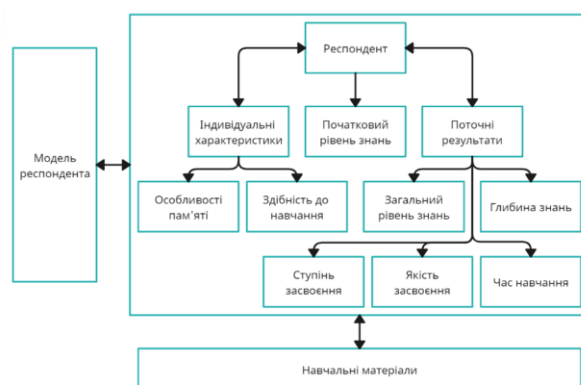 Респондент
Індивідуальні
характеристики
Початковий
рівень знань
Поточні
результати
Модель
респондента
Особливості
пам'яті
Здібність до
навчання
Загальний
рівень знань
Глибина знань
Ступінь
засвоєння
Якість
засвоєння
Час навчання
Навчальні матеріали